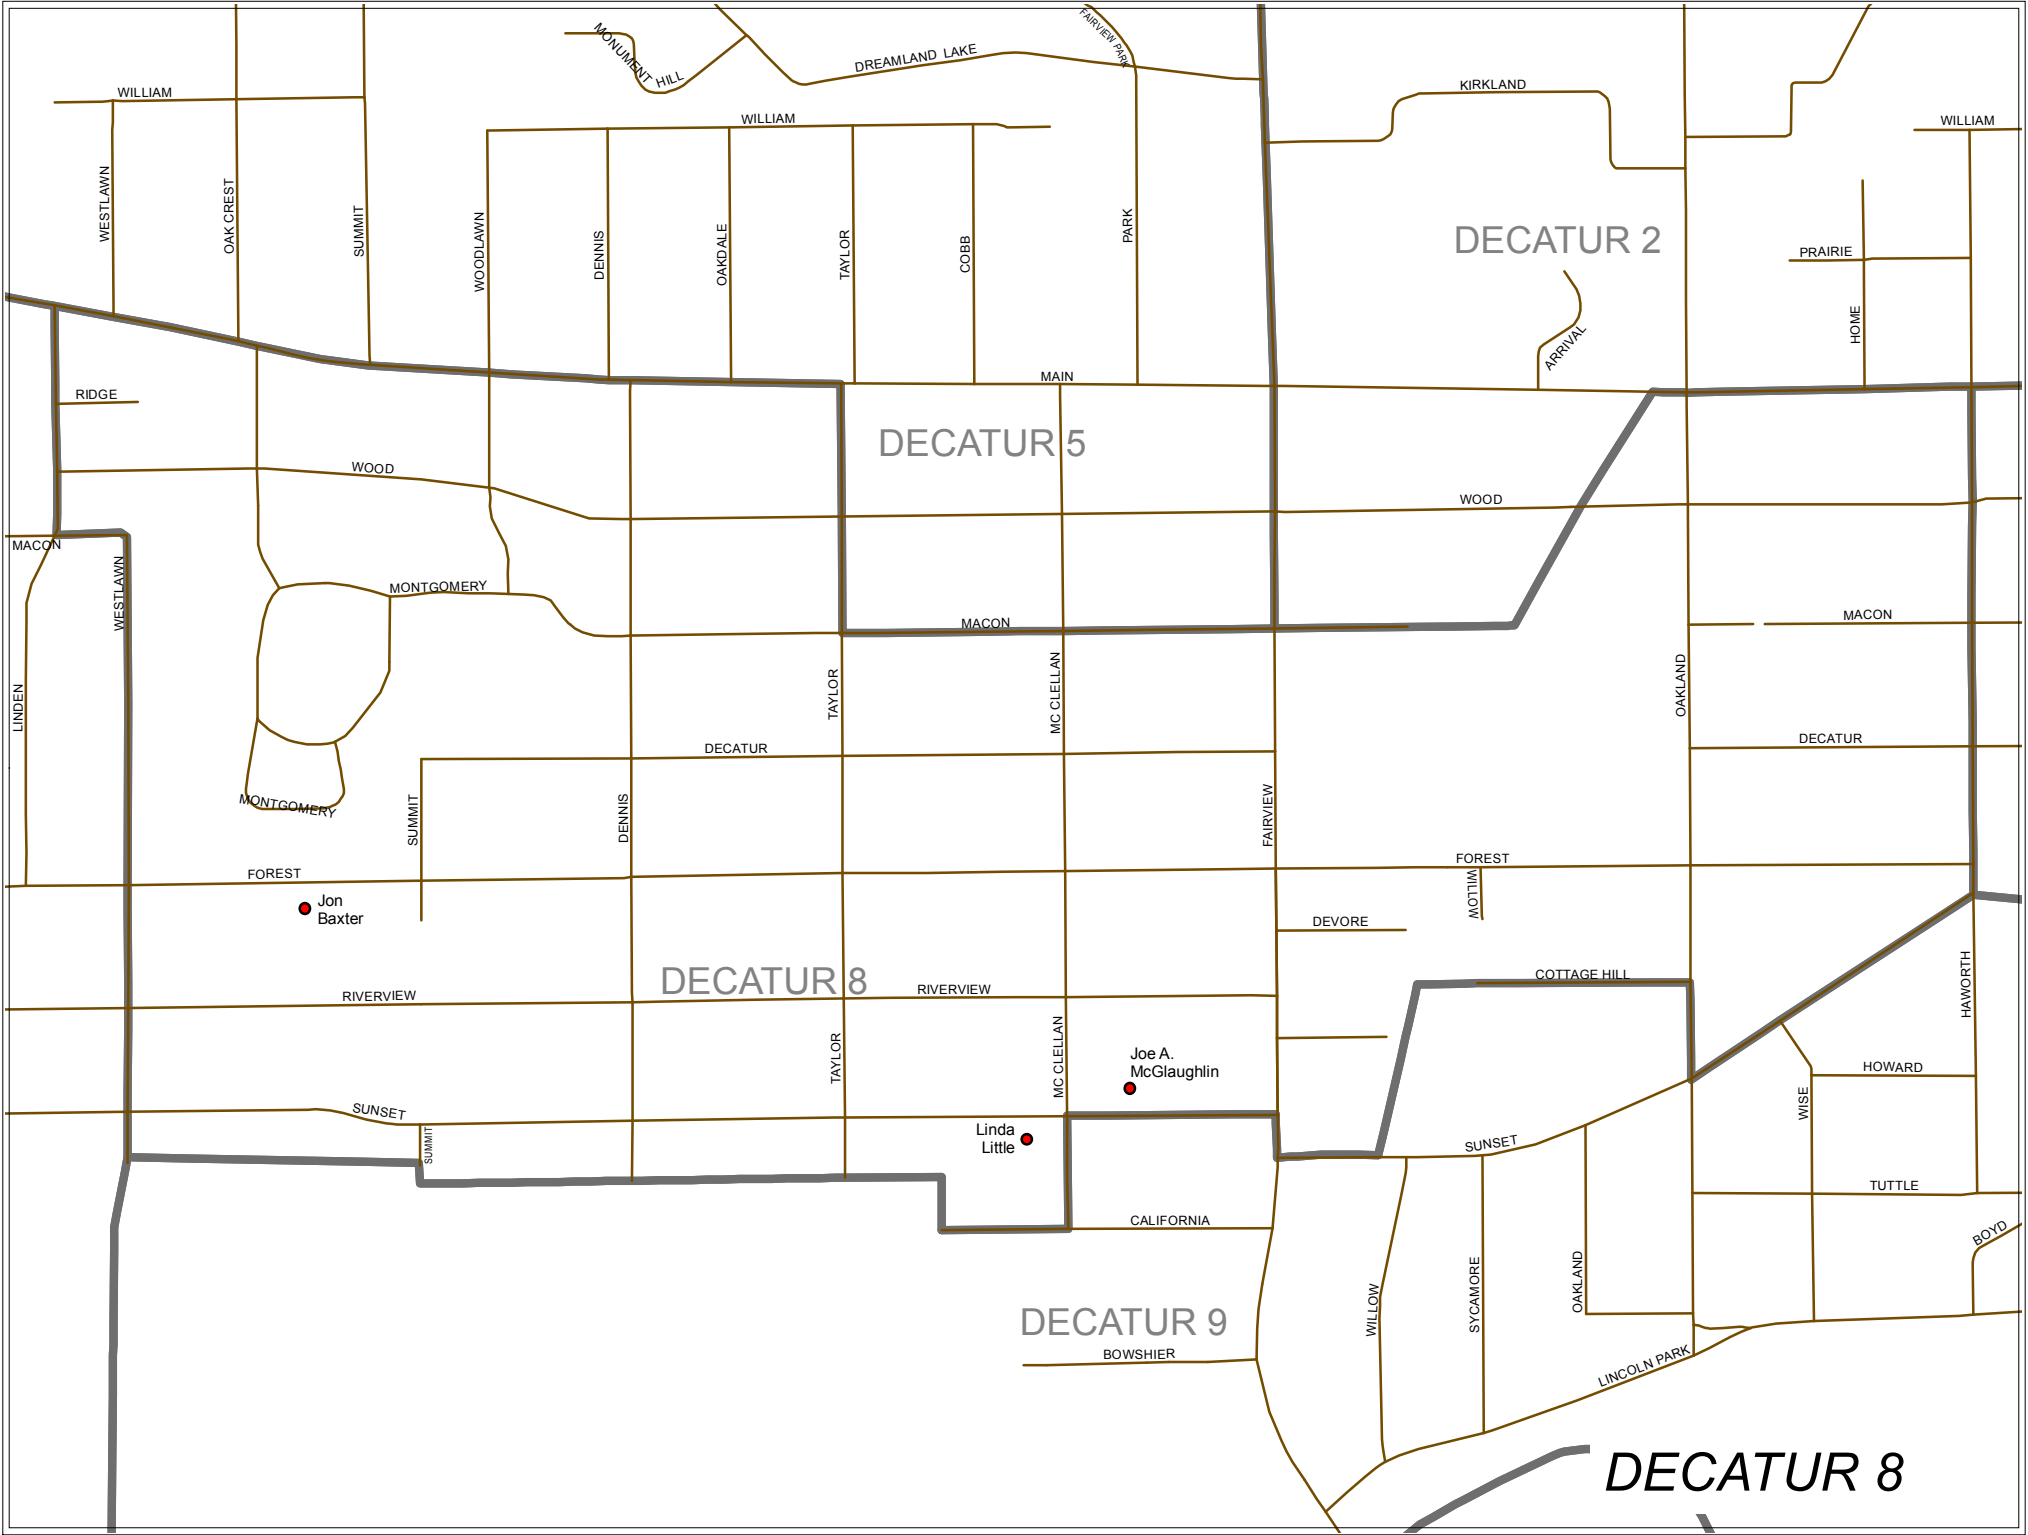 FAIRVIEW PARK
MONUMENT HILL
DREAMLAND LAKE
KIRKLAND
WILLIAM
WILLIAM
WILLIAM
WESTLAWN
OAK CREST
SUMMIT
WOODLAWN
DENNIS
OAKDALE
TAYLOR
COBB
PARK
DECATUR 2
PRAIRIE
HOME
ARRIVAL
MAIN
RIDGE
DECATUR 5
WOOD
WOOD
MACON
WESTLAWN
MONTGOMERY
MACON
MACON
LINDEN
TAYLOR
MC CLELLAN
OAKLAND
DECATUR
DECATUR
MONTGOMERY
SUMMIT
DENNIS
FAIRVIEW
FOREST
FOREST
WILLOW
Jon
Baxter
DEVORE
DECATUR 8
COTTAGE HILL
RIVERVIEW
RIVERVIEW
HAWORTH
TAYLOR
MC CLELLAN
Joe A.
McGlaughlin
HOWARD
WISE
SUNSET
SUMMIT
Linda
Little
SUNSET
TUTTLE
CALIFORNIA
BOYD
WILLOW
SYCAMORE
OAKLAND
DECATUR 9
BOWSHIER
LINCOLN PARK
DECATUR 8